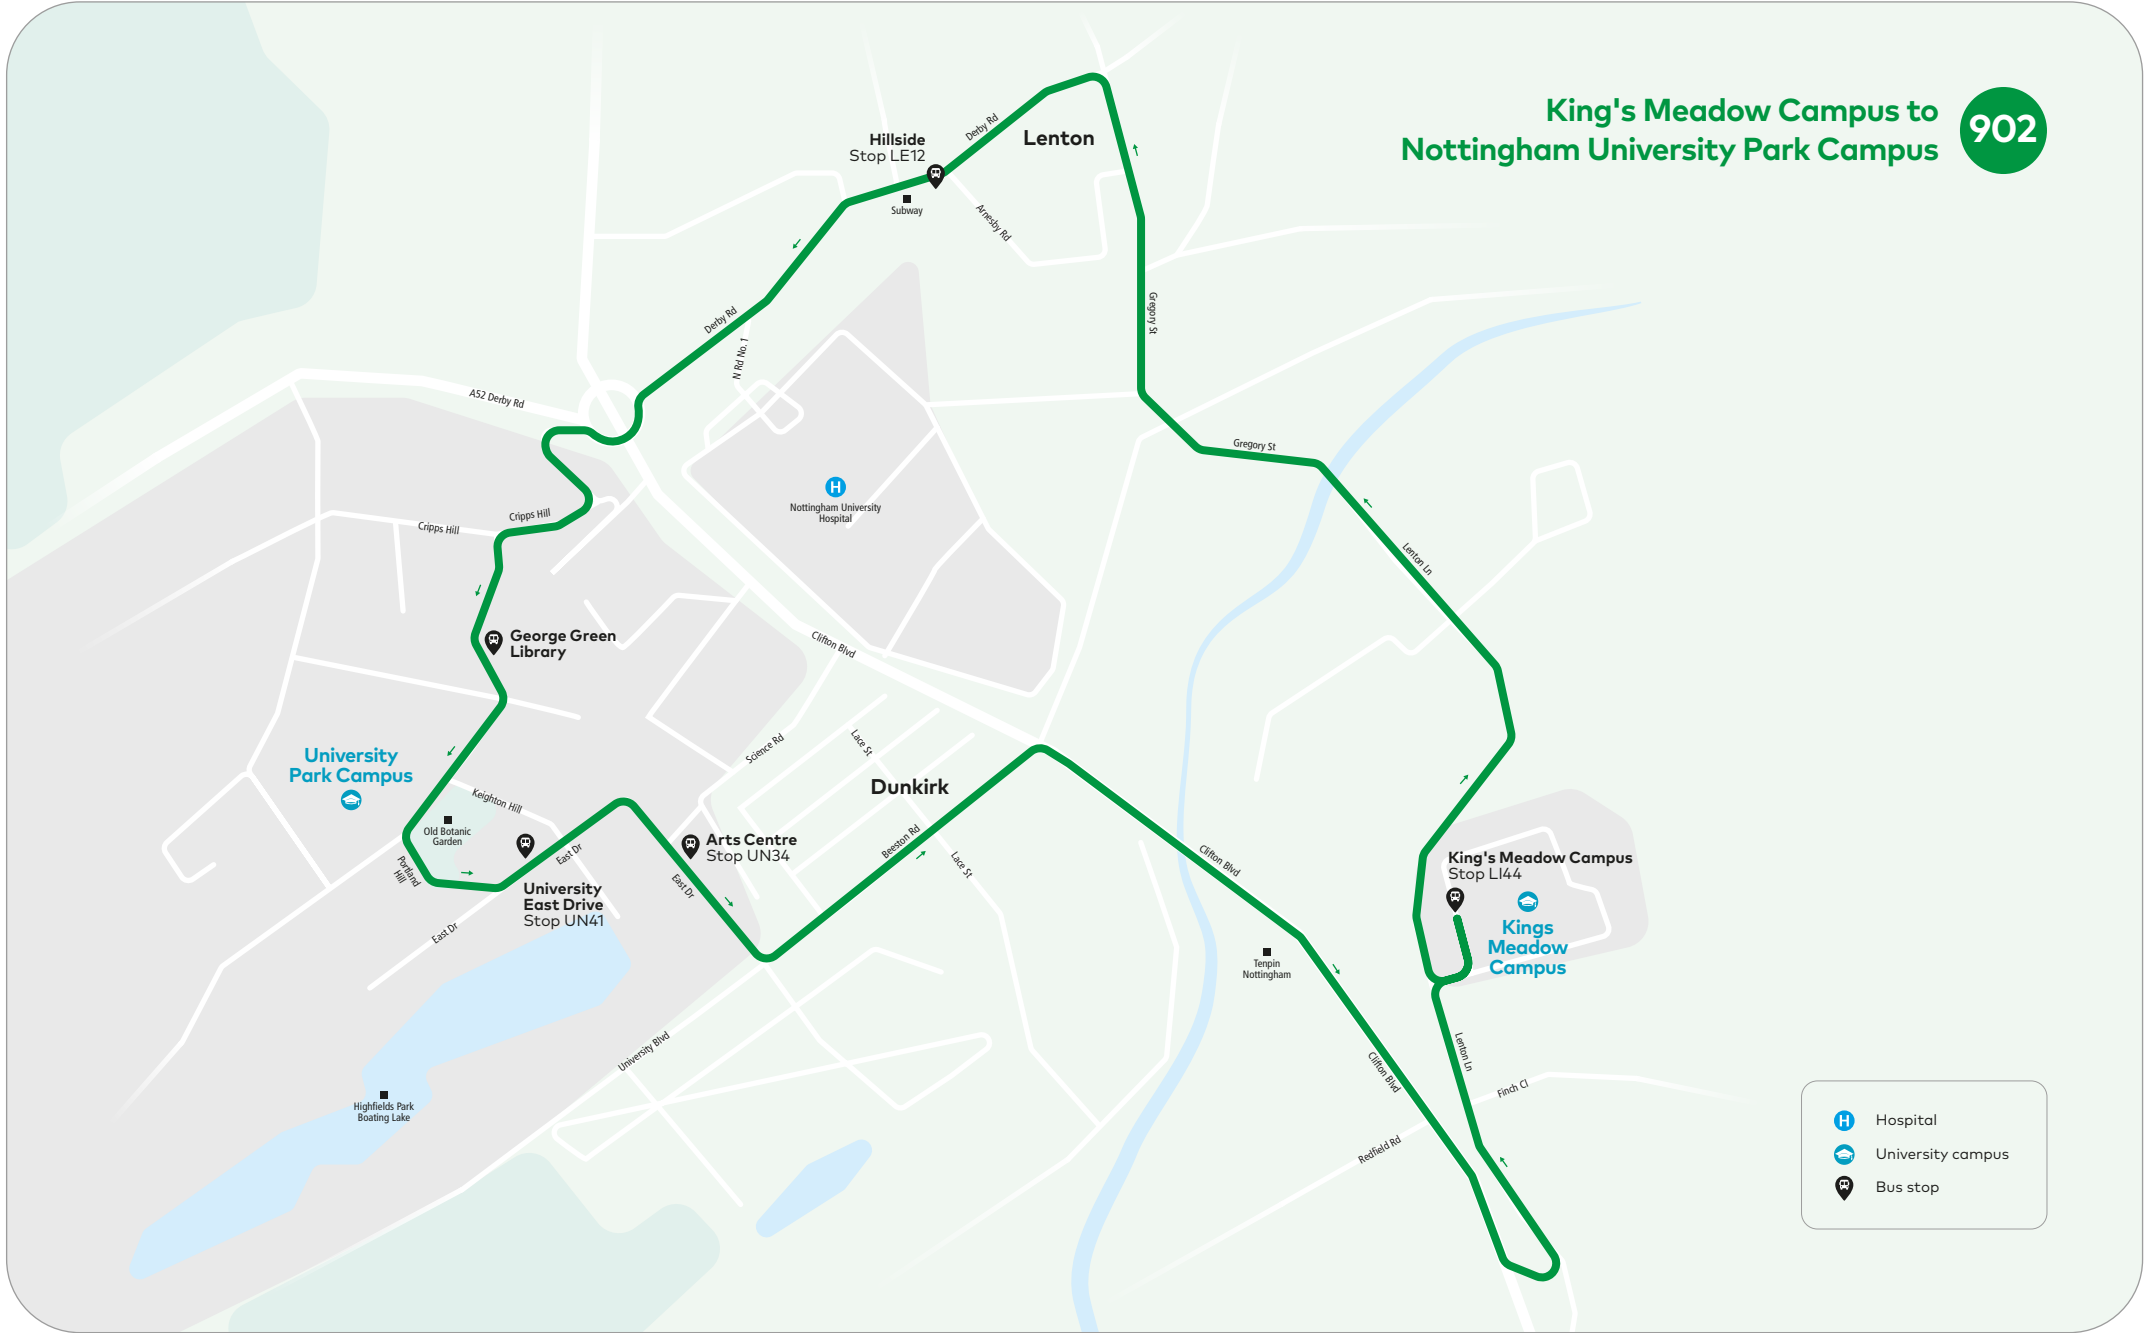 King's Meadow Campus to
Nottingham University Park Campus
902
Hillside
Stop LE12
Derby Rd
Lenton
Subway
Arnesby Rd
Derby Rd
Gregory St
N Rd No. 1
A52 Derby Rd
Gregory St
H
Nottingham University
Hospital
Cripps Hill
Cripps Hill
Lenton Ln
George Green
Library
Clifton Blvd
University
Park Campus
Science Rd
Lace St
Dunkirk
Keighton Hill
Old Botanic
Garden
Portland
Hill
East Dr
Arts Centre
Stop UN34
Beeston Rd
Lace St
Clifton Blvd
King's Meadow Campus
Stop LI44
University
East Drive
Stop UN41
East Dr
East Dr
Kings
Meadow
Campus
Tenpin
Nottingham
University Blvd
Clifton Blvd
Lenton Ln
Finch Cl
Highfields Park
Boating Lake
Redfield Rd
H
Hospital
University campus
Bus stop